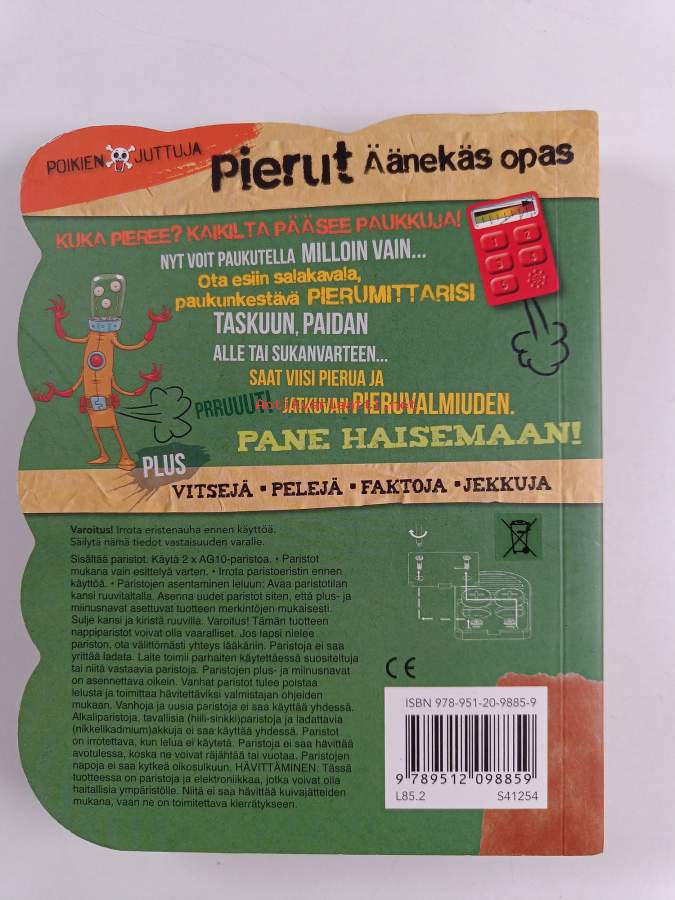 POIKIEN JUTTUJA
Pierut Äänekäs opas
KUKA PIEREE? KAIKILTA PÄÄSEE PAUKKUJA!
NYT VOIT PAUKUTELLA MILLOIN VAIN...
Ota esiin salakavala,
paukunkestävä PIERUMITTARISI
TASKUUN, PAIDAN
ALLE TAI SUKANVARTEEN...
SAAT VIISI PIERUA JA
PRRUUUT! JATKUVAN PIERUVALMIUDEN.
PANE HAISEMAAN!
PLUS
VITSEJÄ • PELEJÄ • FAKTOJA • JEKKUJA
Varoitus! Irrota eristenauha ennen käyttöä.
Säilytä nämä tiedot vastaisuuden varalle.
Sisältää paristot. Käytä 2 x AG10-paristoa. • Paristot
mukana vain esittelyä varten. • Irrota paristoeristin ennen
käyttöä. • Paristojen asentaminen leluun: Avaa paristotilan
kansi ruuvitaltalla. Asenna uudet paristot siten, että plus- ja
miinusnavat asettuvat tuotteen merkintöjen mukaisesti.
Sulje kansi ja kiristä ruuvilla. Varoitus! Tämän tuotteen
nappiparistot voivat olla vaaralliset. Jos lapsi nielee
pariston, ota välittömästi yhteys lääkäriin. Paristoja ei saa
yrittää ladata. Laite toimii parhaiten käytettäessä suositeltuja
tai niitä vastaavia paristoja. Paristojen plus- ja miinusnavat
on asennettava oikein. Vanhat paristot tulee poistaa
lelusta ja toimittaa hävitettäviksi valmistajan ohjeiden
mukaan. Vanhoja ja uusia paristoja ei saa käyttää yhdessä.
Alkaliparistoja, tavallisia (hiili-sinkki)paristoja ja ladattavia
(nikkelikadmium)akkuja ei saa käyttää yhdessä. Paristot
on irrotettava, kun lelua ei käytetä. Paristoja ei saa hävittää
avotulessa, koska ne voivat räjähtää tai vuotaa. Paristojen
napoja ei saa kytkeä oikosulkuun. HÄVITTÄMINEN: Tässä
tuotteessa on paristoja ja elektroniikkaa, jotka voivat olla
haitallisia ympäristölle. Niitä ei saa hävittää kuivajätteiden
mukana, vaan ne on toimitettava kierrätykseen.
CE
ISBN 978-951-20-9885-9
9 789512 098859
L85.2 S41254